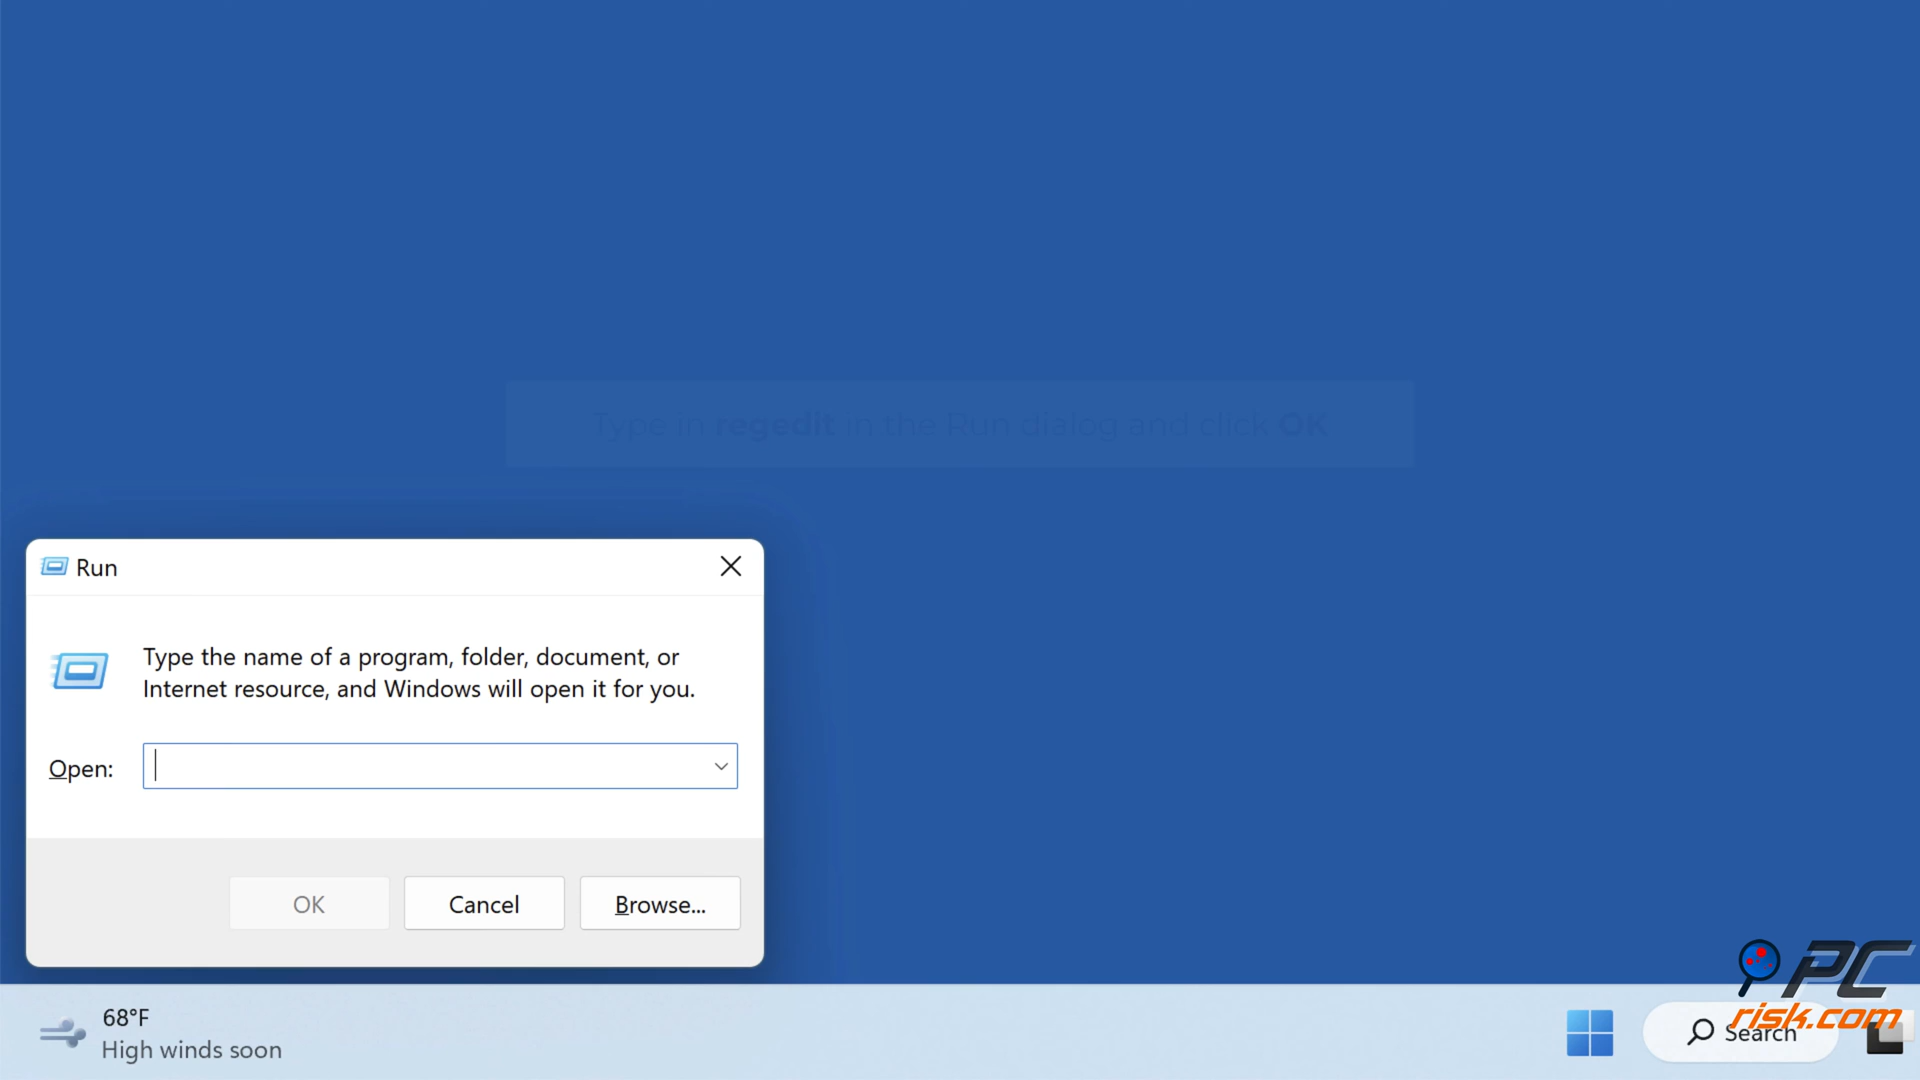 Type in regedit in the Run dialog and click OK
Run
Type the name of a program, folder, document, or
Internet resource, and Windows will open it for you.
Open:
OK Cancel Browse...
68°F
High winds soon
Search
PC
risk.com